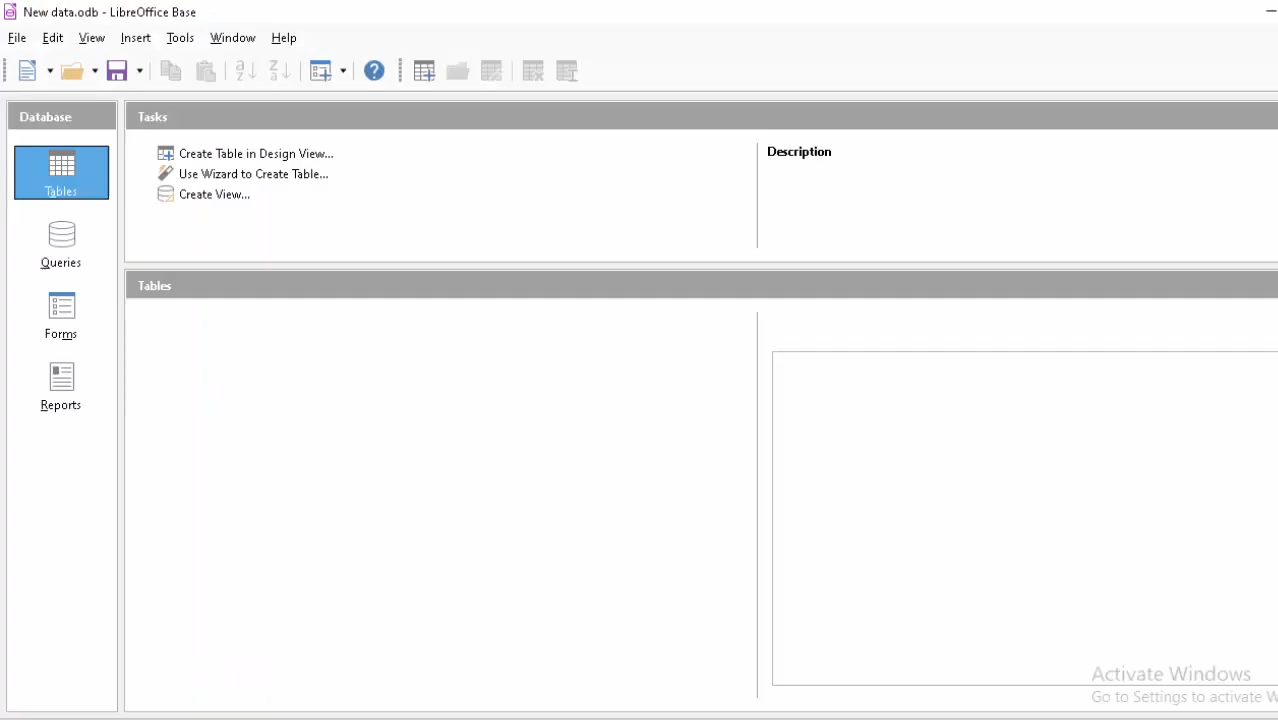 New data.odb - LibreOffice Base
File Edit View Insert Tools Window Help
Database
Tables
Queries
Forms
Reports
Tasks
Create Table in Design View...
Use Wizard to Create Table...
Create View...
Description
Tables
Activate Windows
Go to Settings to activate